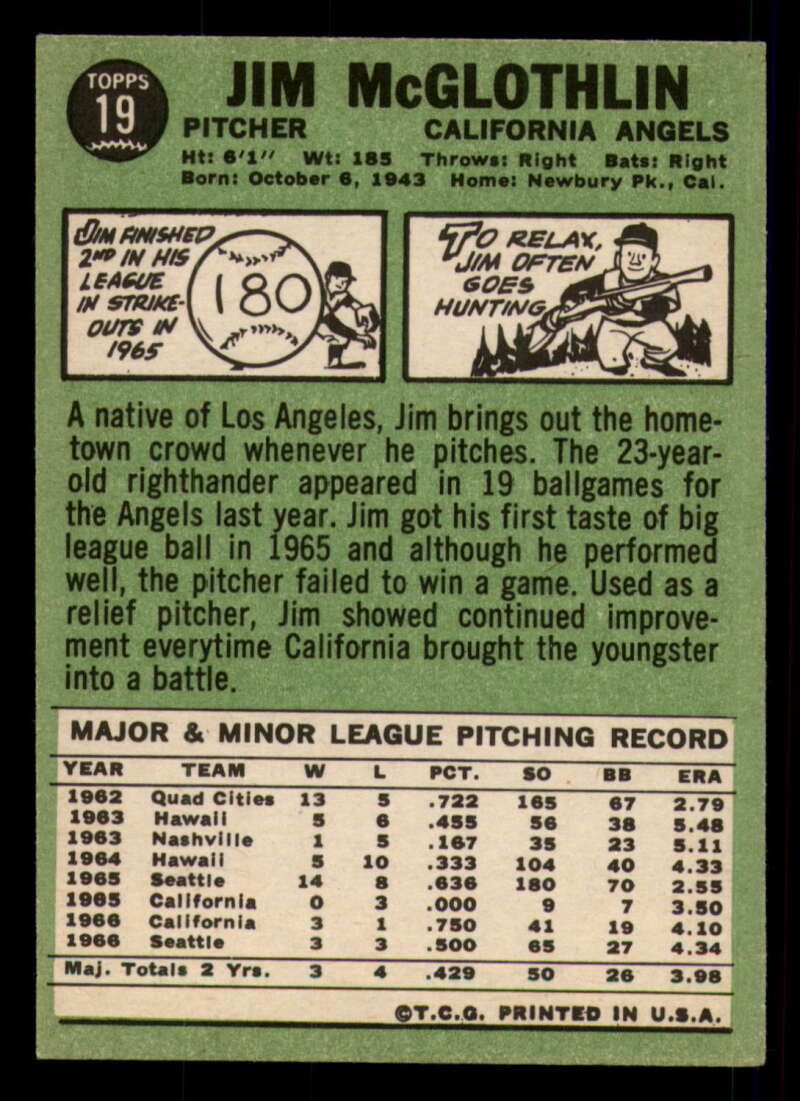 TOPPS
19
JIM McGLOTHLIN
PITCHER CALIFORNIA ANGELS
Ht: 6'1" Wt: 185 Throws: Right Bats: Right
Born: October 6, 1943 Home: Newbury Pk., Cal.
JIM FINISHED
2ND IN HIS
LEAGUE
IN STRIKE-
OUTS IN
1965
180
TO RELAX,
JIM OFTEN
GOES
HUNTING
A native of Los Angeles, Jim brings out the home-
town crowd whenever he pitches. The 23-year-
old righthander appeared in 19 ballgames for
the Angels last year. Jim got his first taste of big
league ball in 1965 and although he performed
well, the pitcher failed to win a game. Used as a
relief pitcher, Jim showed continued improve-
ment everytime California brought the youngster
into a battle.
MAJOR & MINOR LEAGUE PITCHING RECORD
YEAR TEAM W L PCT. SO BB ERA
1962 Quad Cities 13 5 .722 165 67 2.79
1963 Hawaii 5 6 .455 56 38 5.48
1963 Nashville 1 5 .167 35 23 5.11
1964 Hawaii 5 10 .333 104 40 4.33
1965 Seattle 14 8 .636 180 70 2.55
1965 California 0 3 .000 9 7 3.50
1966 California 3 1 .750 41 19 4.10
1966 Seattle 3 3 .500 65 27 4.34
Maj. Totals 2 Yrs. 3 4 .429 50 26 3.98
©T.C.G. PRINTED IN U.S.A.